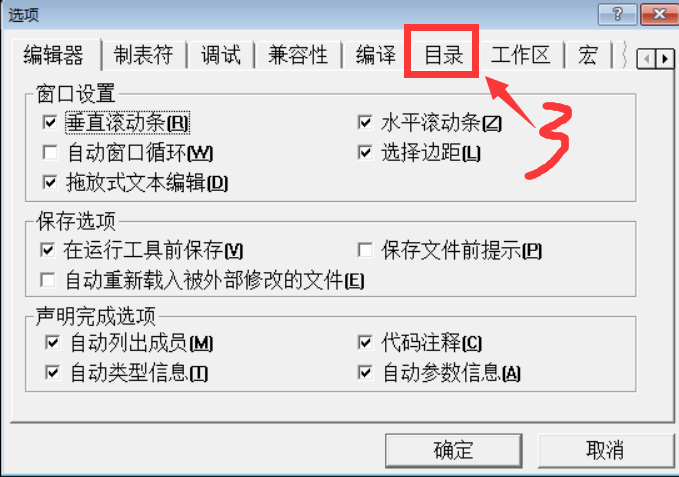 选项
编辑器 制表符 调试 兼容性 编译 目录 工作区 宏
3
窗口设置
垂直滚动条(R) 水平滚动条(Z)
自动窗口循环(W) 选择边距(L)
拖放式文本编辑(D)
保存选项
在运行工具前保存(V) 保存文件前提示(P)
自动重新载入被外部修改的文件(E)
声明完成选项
自动列出成员(M) 代码注释(C)
自动类型信息(T) 自动参数信息(A)
确定 取消